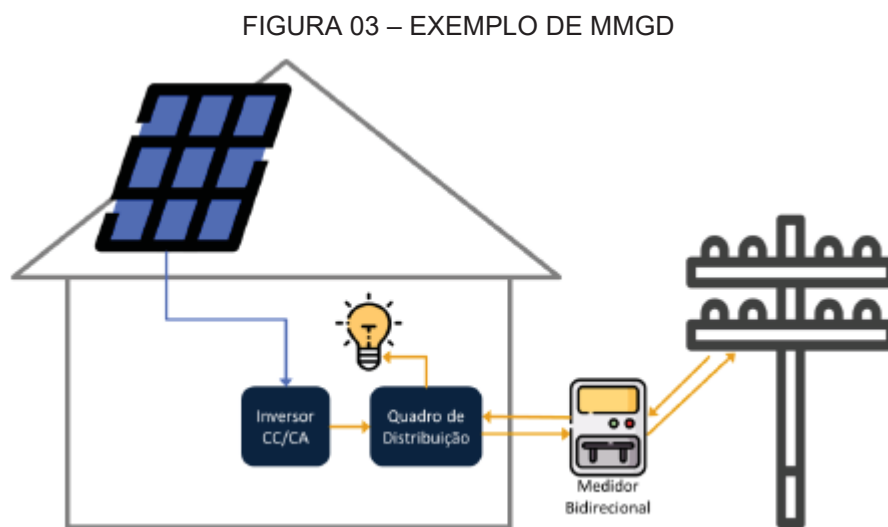 FIGURA 03 – EXEMPLO DE MMGD
Inversor
CC/CA
Quadro de
Distribuição
Medidor
Bidirecional